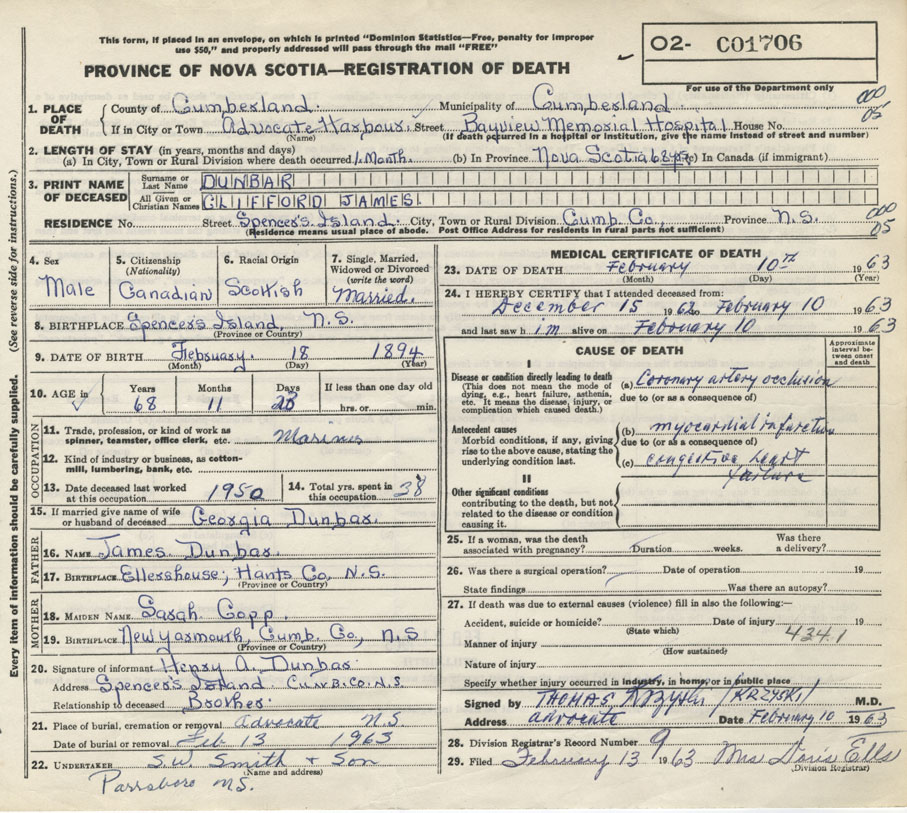 This form, if placed in an envelope, on which is printed "Dominion Statistics—Free, penalty for improper
use $50," and properly addressed will pass through the mail "FREE"
O2- C01706
For use of the Department only
PROVINCE OF NOVA SCOTIA—REGISTRATION OF DEATH
1. PLACE OF DEATH { County of Cumberland. Municipality of Cumberland 000
If in City or Town Advocate Harbour. Street Bayview Memorial Hospital House No. 05
(Name) (If death occurred in a hospital or institution, give the name instead of street and number)
2. LENGTH OF STAY (in years, months and days)
(a) In City, Town or Rural Division where death occurred 1 Month. (b) In Province Nova Scotia 68 yrs (c) In Canada (if immigrant)
3. PRINT NAME OF DECEASED { Surname or Last Name DUNBAR
All Given or Christian Names CLIFFORD JAMES
000
RESIDENCE No. Street Spencer's Island. City, Town or Rural Division Cumb. Co., Province N.S. 05
(Residence means usual place of abode. Post Office Address for residents in rural parts not sufficient)
(See reverse side for instructions.)
Every item of information should be carefully supplied.
4. Sex Male
5. Citizenship (Nationality) Canadian
6. Racial Origin Scottish
7. Single, Married, Widowed or Divorced (write the word) Married.
8. BIRTHPLACE Spencer's Island, N.S.
(Province or Country)
9. DATE OF BIRTH February. 18 1894
(Month) (Day) (Year)
10. AGE in Years Months Days If less than one day old
68 11 23 hrs. or min.
OCCUPATION
11. Trade, profession, or kind of work as spinner, teamster, office clerk, etc. Mariner
12. Kind of industry or business, as cotton-mill, lumbering, bank, etc.
13. Date deceased last worked at this occupation 1950
14. Total yrs. spent in this occupation 38
15. If married give name of wife or husband of deceased Georgia Dunbar.
FATHER
16. NAME James Dunbar.
17. BIRTHPLACE Ellershouse, Hants Co, N.S.
(Province or Country)
MOTHER
18. MAIDEN NAME Sarah Copp.
19. BIRTHPLACE New Yarmouth, Cumb. Co., N.S
(Province or Country)
20. Signature of informant Henry A. Dunbar
Address Spencer's Island. CUMB.CO.N.S.
Relationship to deceased Brother
21. Place of burial, cremation or removal Advocate N.S.
Date of burial or removal Feb 13 1963
22. UNDERTAKER S.W. Smith + Son
(Name and address)
Parrsboro N.S.
MEDICAL CERTIFICATE OF DEATH
23. DATE OF DEATH February 10th 1963
(Month) (Day) (Year)
24. I HEREBY CERTIFY that I attended deceased from:
December 15 1962 to February 10 1963
and last saw him alive on February 10 1963
CAUSE OF DEATH
Approximate interval between onset and death
I
Disease or condition directly leading to death
(This does not mean the mode of dying, e.g., heart failure, asthenia, etc. It means the disease, injury, or complication which caused death.)
(a) Coronary artery occlusion
due to (or as a consequence of)
Antecedent causes
Morbid conditions, if any, giving rise to the above cause, stating the underlying condition last.
(b) myocardial infarction
due to (or as a consequence of)
(c) congestive heart failure
II
Other significant conditions
contributing to the death, but not related to the disease or condition causing it.
25. If a woman, was the death associated with pregnancy? Duration weeks. Was there a delivery?
26. Was there a surgical operation? Date of operation 19
State findings Was there an autopsy?
27. If death was due to external causes (violence) fill in also the following:—
Accident, suicide or homicide? Date of injury 19
(State which)
434.1
Manner of injury
(How sustained)
Nature of injury
Specify whether injury occurred in industry, in home, or in public place
Signed by THOMAS Krzyski /KRZYSKI/ M.D.
Address advocate Date February 10 1963
28. Division Registrar's Record Number 9
29. Filed February 13 1963 Mrs Doris Ells
(Division Registrar)